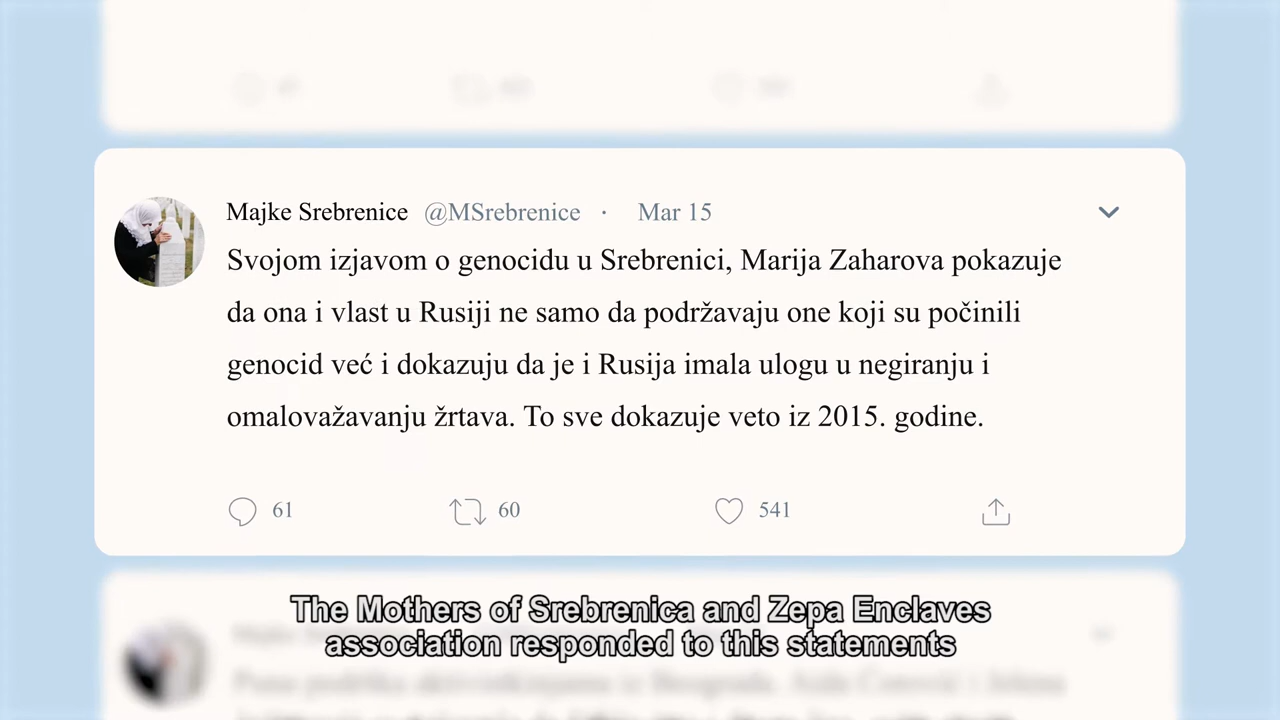 Majke Srebrenice @MSrebrenice · Mar 15
Svojom izjavom o genocidu u Srebrenici, Marija Zaharova pokazuje
da ona i vlast u Rusiji ne samo da podržavaju one koji su počinili
genocid već i dokazuju da je i Rusija imala ulogu u negiranju i
omalovažavanju žrtava. To sve dokazuje veto iz 2015. godine.
61 60 541
The Mothers of Srebrenica and Zepa Enclaves
association responded to this statements